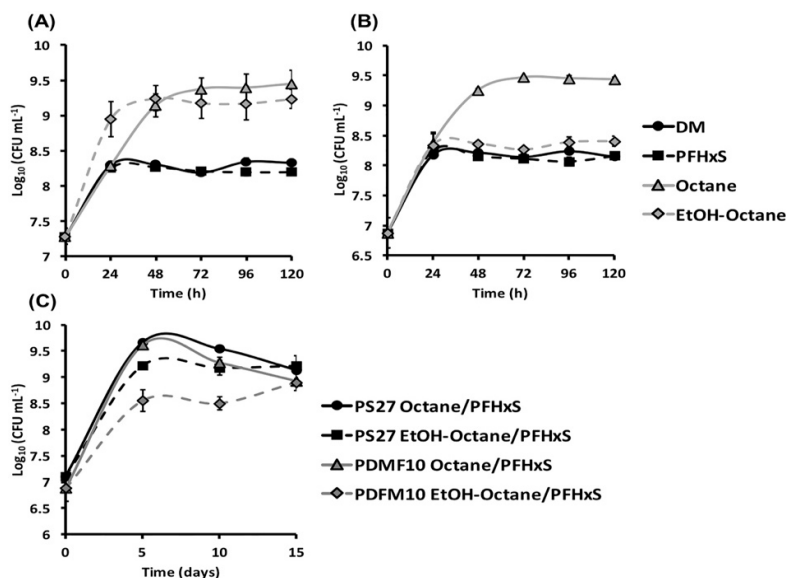 (A)
10
9.5
9
8.5
8
7.5
7
Log₁₀ (CFU mL⁻¹)
0 24 48 72 96 120
Time (h)
(B)
10
9.5
9
8.5
8
7.5
7
6.5
Log₁₀ (CFU mL⁻¹)
0 24 48 72 96 120
Time (h)
DM
PFHxS
Octane
EtOH-Octane
(C)
10
9.5
9
8.5
8
7.5
7
6.5
6
Log₁₀ (CFU mL⁻¹)
0 5 10 15
Time (days)
PS27 Octane/PFHxS
PS27 EtOH-Octane/PFHxS
PDMF10 Octane/PFHxS
PDFM10 EtOH-Octane/PFHxS